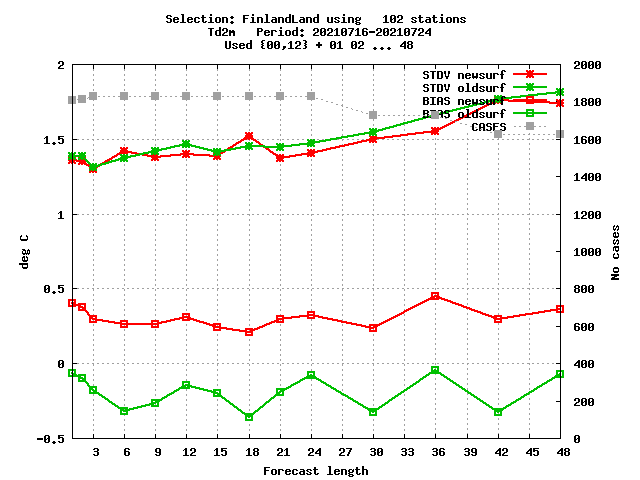 Selection: FinlandLand using   102 stations
Td2m   Period: 20210716-20210724
Used {00,12} + 01 02 ... 48
STDV newsurf
STDV oldsurf
BIAS newsurf
BIAS oldsurf
CASES
2
1.5
1
0.5
0
-0.5
deg C
2000
1800
1600
1400
1200
1000
800
600
400
200
0
No cases
3 6 9 12 15 18 21 24 27 30 33 36 39 42 45 48
Forecast length